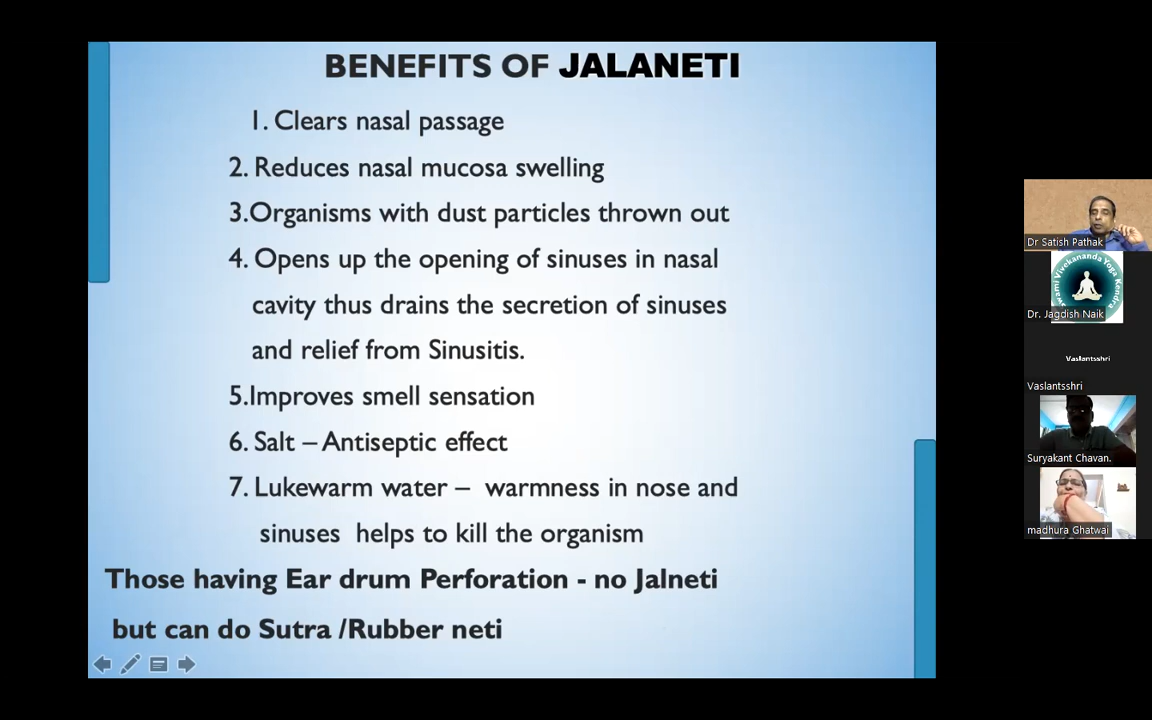 BENEFITS OF JALANETI
1. Clears nasal passage
2. Reduces nasal mucosa swelling
3.Organisms with dust particles thrown out
4. Opens up the opening of sinuses in nasal
cavity thus drains the secretion of sinuses
and relief from Sinusitis.
5.Improves smell sensation
6. Salt – Antiseptic effect
7. Lukewarm water – warmness in nose and
sinuses helps to kill the organism
Those having Ear drum Perforation - no Jalneti
but can do Sutra /Rubber neti
Dr Satish Pathak
Swami Vivekananda Yoga Kendra
Dr. Jagdish Naik
Vaslantsshri
Vaslantsshri
Suryakant Chavan.
madhura Ghatwai